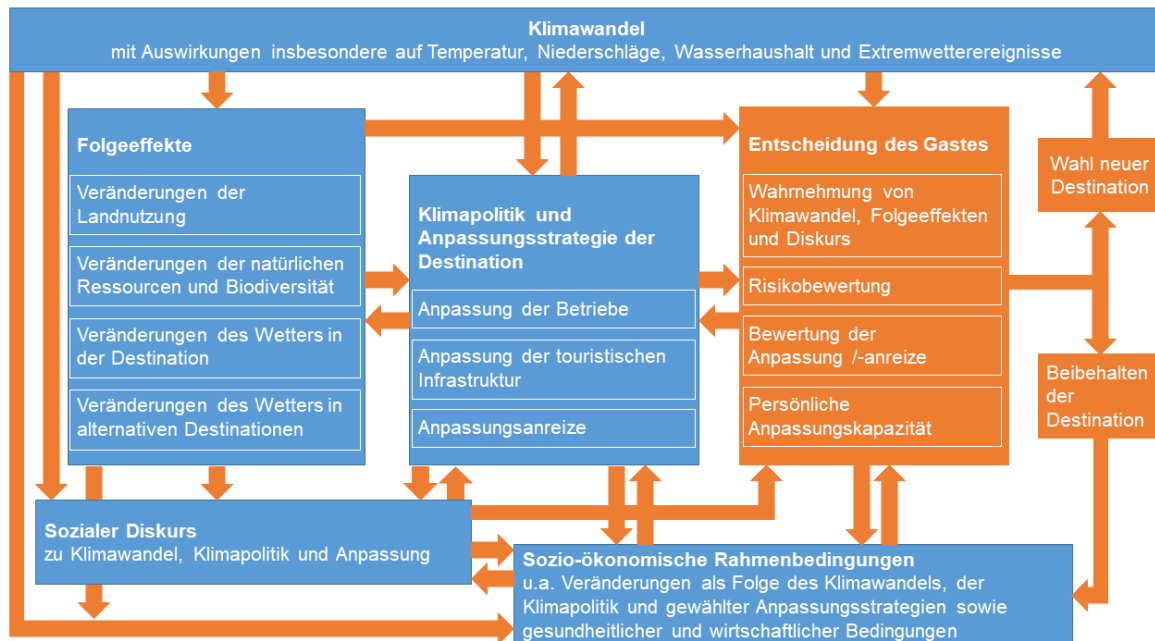 Klimawandel
mit Auswirkungen insbesondere auf Temperatur, Niederschläge, Wasserhaushalt und Extremwetterereignisse
Folgeeffekte
Veränderungen der
Landnutzung
Veränderungen der natürlichen
Ressourcen und Biodiversität
Veränderungen des Wetters in
der Destination
Veränderungen des Wetters in
alternativen Destinationen
Klimapolitik und
Anpassungsstrategie der
Destination
Anpassung der Betriebe
Anpassung der touristischen
Infrastruktur
Anpassungsanreize
Entscheidung des Gastes
Wahrnehmung von
Klimawandel, Folgeeffekten
und Diskurs
Risikobewertung
Bewertung der
Anpassung /-anreize
Persönliche
Anpassungskapazität
Wahl neuer
Destination
Beibehalten
der
Destination
Sozialer Diskurs
zu Klimawandel, Klimapolitik und Anpassung
Sozio-ökonomische Rahmenbedingungen
u.a. Veränderungen als Folge des Klimawandels, der
Klimapolitik und gewählter Anpassungsstrategien sowie
gesundheitlicher und wirtschaftlicher Bedingungen